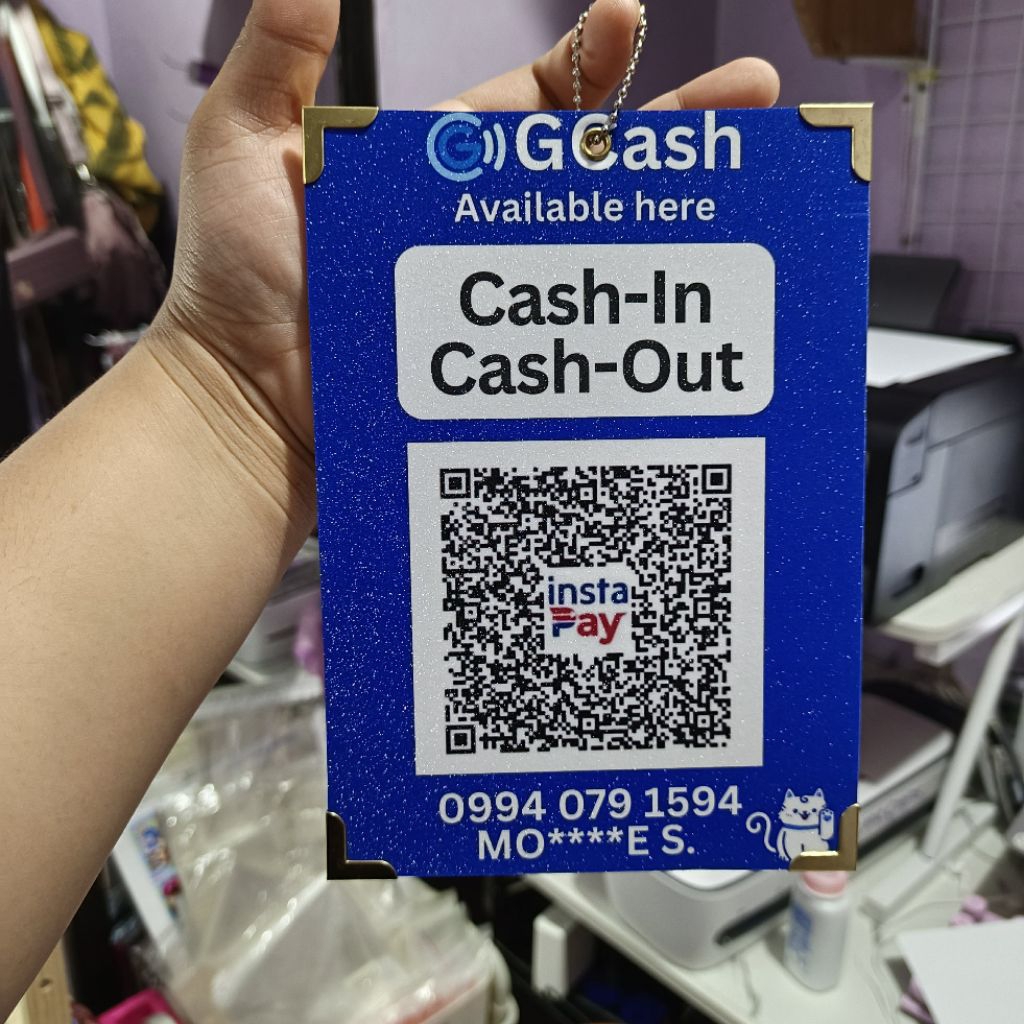 GCash
Available here
Cash-In
Cash-Out
insta
Pay
0994 079 1594
MO****E S.